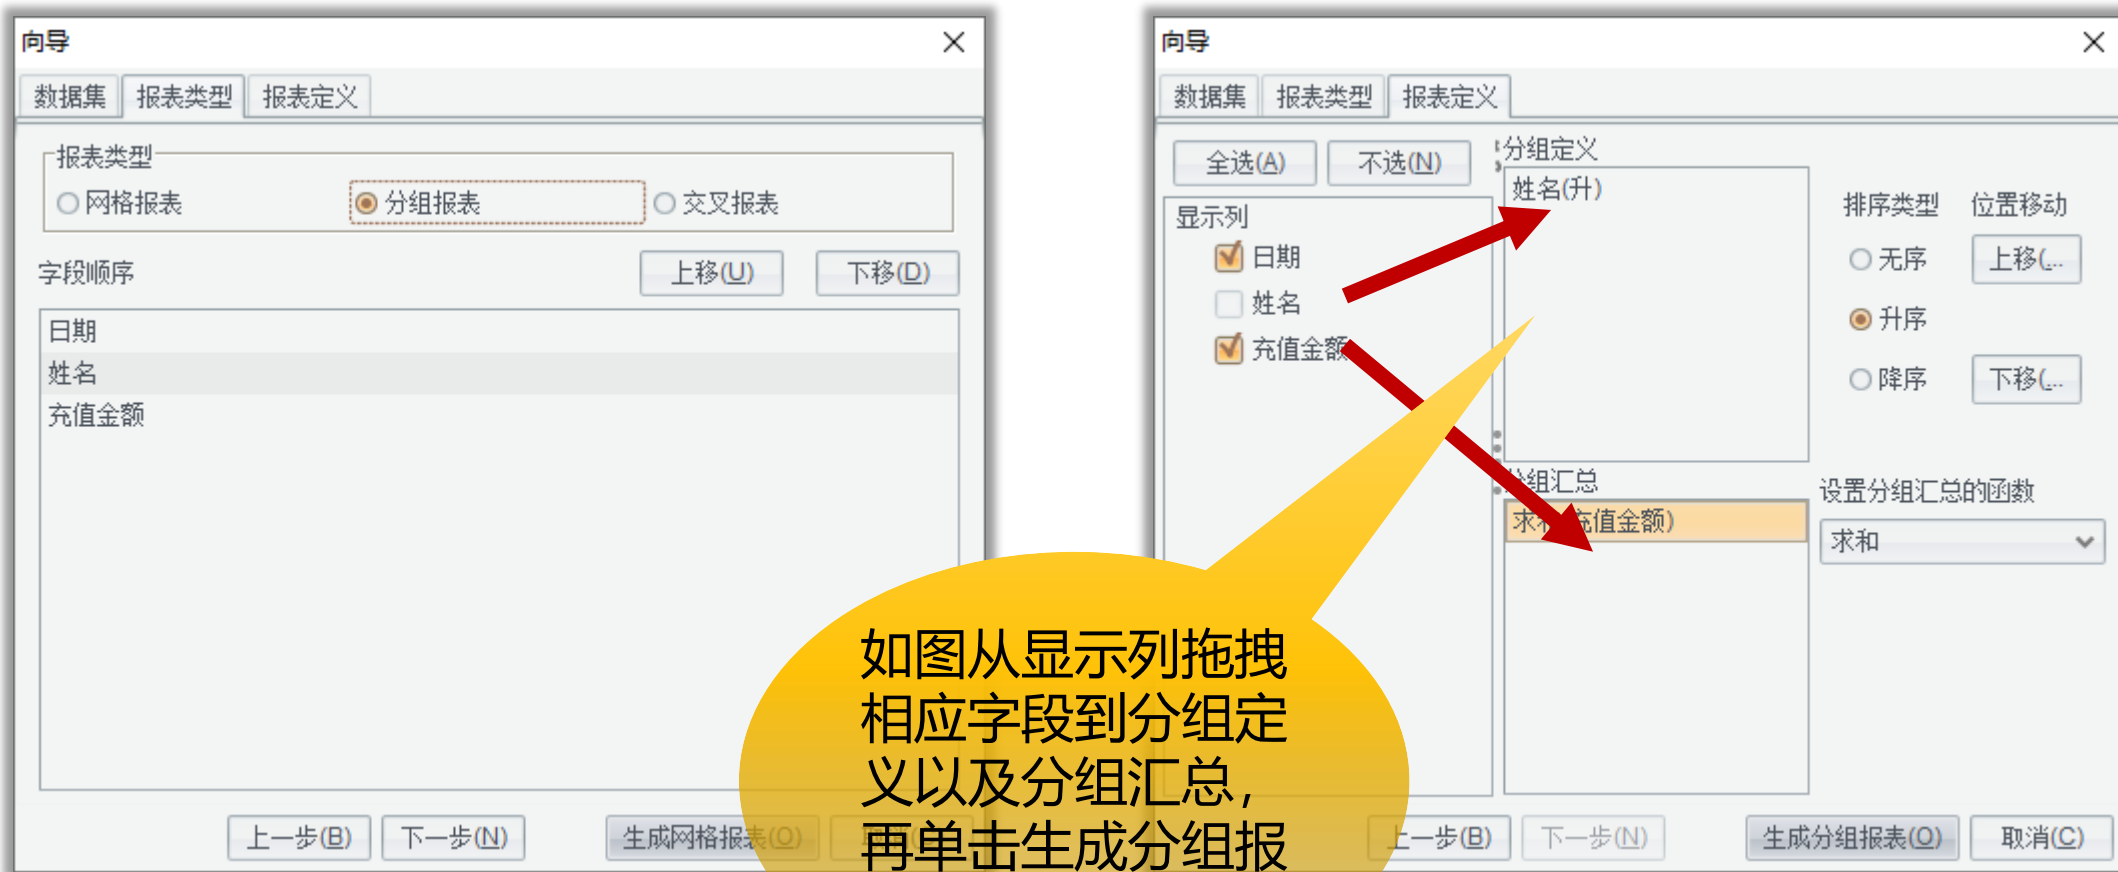 向导
数据集 报表类型 报表定义
报表类型
网格报表 分组报表 交叉报表
字段顺序 上移(U) 下移(D)
日期
姓名
充值金额
上一步(B) 下一步(N) 生成网格报表(O)
向导
数据集 报表类型 报表定义
全选(A) 不选(N)
显示列
日期
姓名
充值金额
分组定义
姓名(升)
排序类型 位置移动
无序 上移(...
升序
降序 下移(...
分组汇总
求和(充值金额)
设置分组汇总的函数
求和
上一步(B) 下一步(N) 生成分组报表(O) 取消(C)
如图从显示列拖拽
相应字段到分组定
义以及分组汇总，
再单击生成分组报